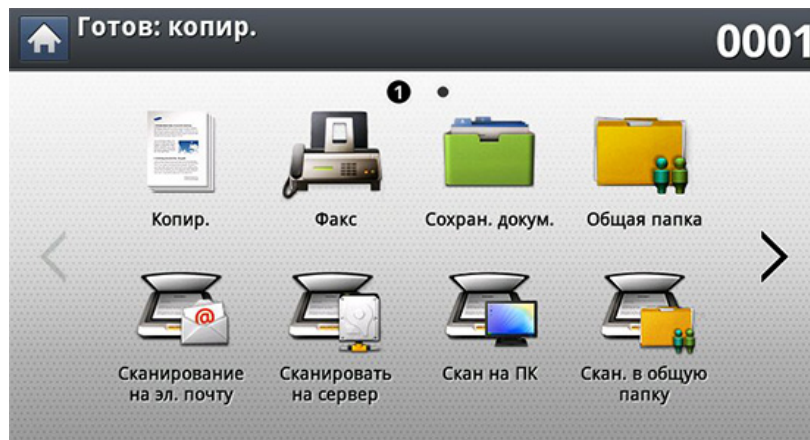 Готов: копир.
0001
1
Копир.
Факс
Сохран. докум.
Общая папка
Сканирование
на эл. почту
Сканировать
на сервер
Скан на ПК
Скан. в общую
папку